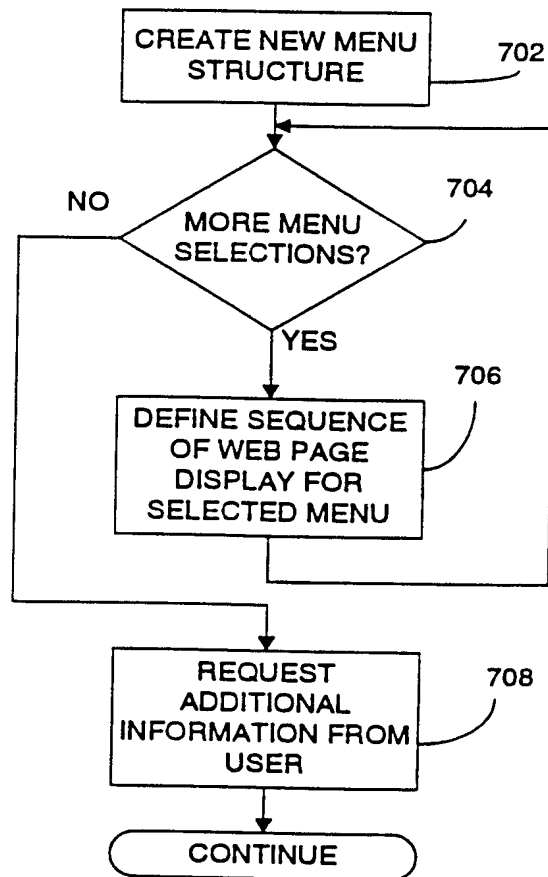 CREATE NEW MENU
STRUCTURE
702
704
NO
MORE MENU
SELECTIONS?
YES
706
DEFINE SEQUENCE
OF WEB PAGE
DISPLAY FOR
SELECTED MENU
REQUEST
ADDITIONAL
INFORMATION FROM
USER
708
CONTINUE